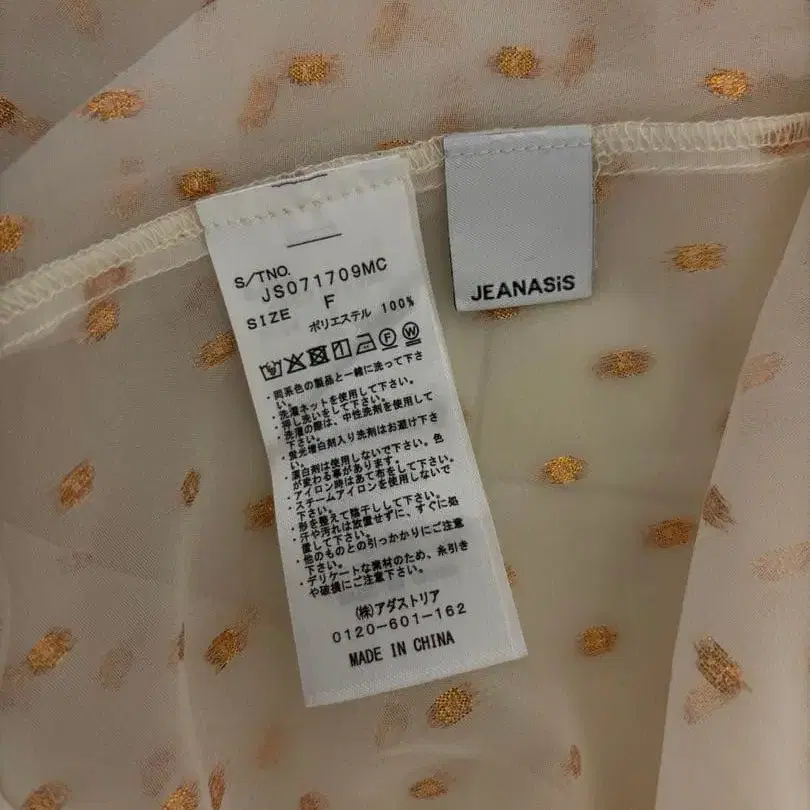 S/TNO.
JS071709MC
SIZE F
ポリエステル 100%
・同系色の製品と一緒に洗って下さ
い。
・洗濯ネットを使用して下さい。
・押し洗いをして下さい。
・洗濯の際は、中性洗剤を使用して
下さい。
・蛍光増白剤入り洗剤はお避け下さ
い。
・漂白剤は使用しないで下さい。色
が変わる事があります。
・アイロン時はあて布をして下さい。
・スチームアイロンを使用しないで
下さい。
・形を整えて陰干しして下さい。
・汗や汚れは放置せずに、すぐに処
置して下さい。
・他のものとの引っかかりにご注意
下さい。
・デリケートな素材のため、糸引き
や破損にご注意下さい。
(株)アダストリア
0120-601-162
MADE IN CHINA
JEANASiS